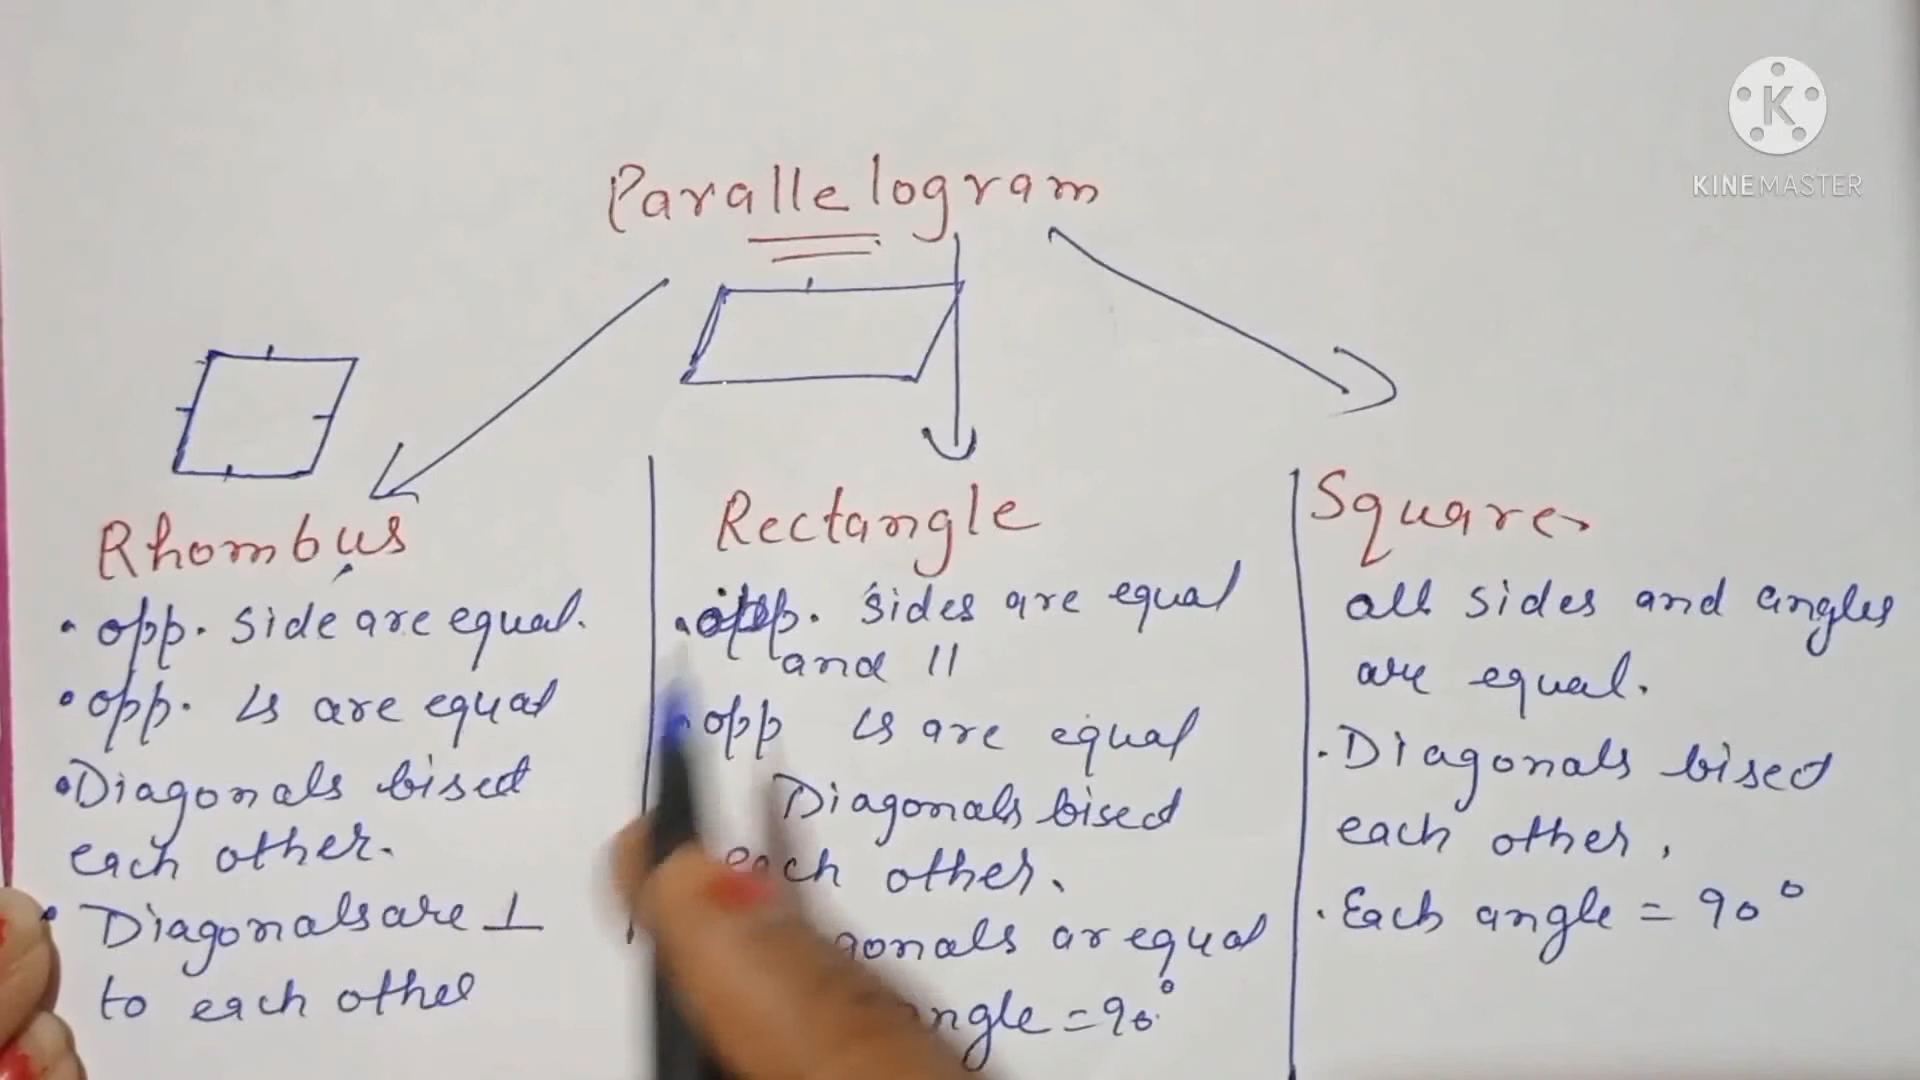 KINEMASTER
Parallelogram
Rhombus
• opp. side are equal.
• opp. ∠s are equal
• Diagonals bisect
each other.
• Diagonals are ⊥
to each other
Rectangle
• opp. sides are equal
and ||
• opp ∠s are equal
Diagonals bisect
each other.
are equal
angle = 90°
Square
all sides and angles
are equal.
• Diagonals bisect
each other.
• Each angle = 90°